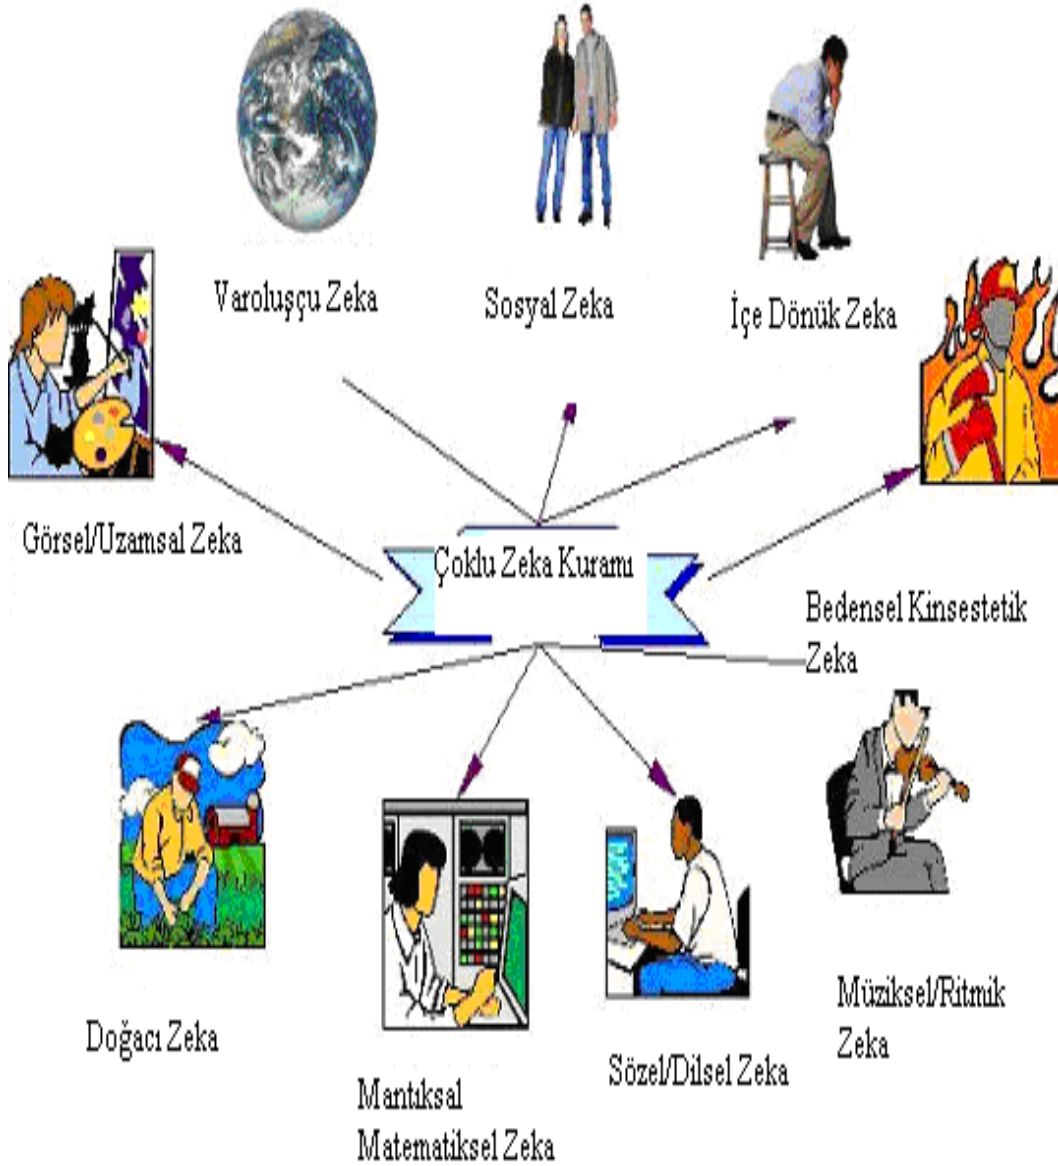 Varoluşçu Zeka
Sosyal Zeka
İçe Dönük Zeka
Görsel/Uzamsal Zeka
Çoklu Zeka Kuramı
Bedensel Kinsestetik
Zeka
Doğacı Zeka
Mantıksal
Matematiksel Zeka
Sözel/Dilsel Zeka
Müziksel/Ritmik
Zeka